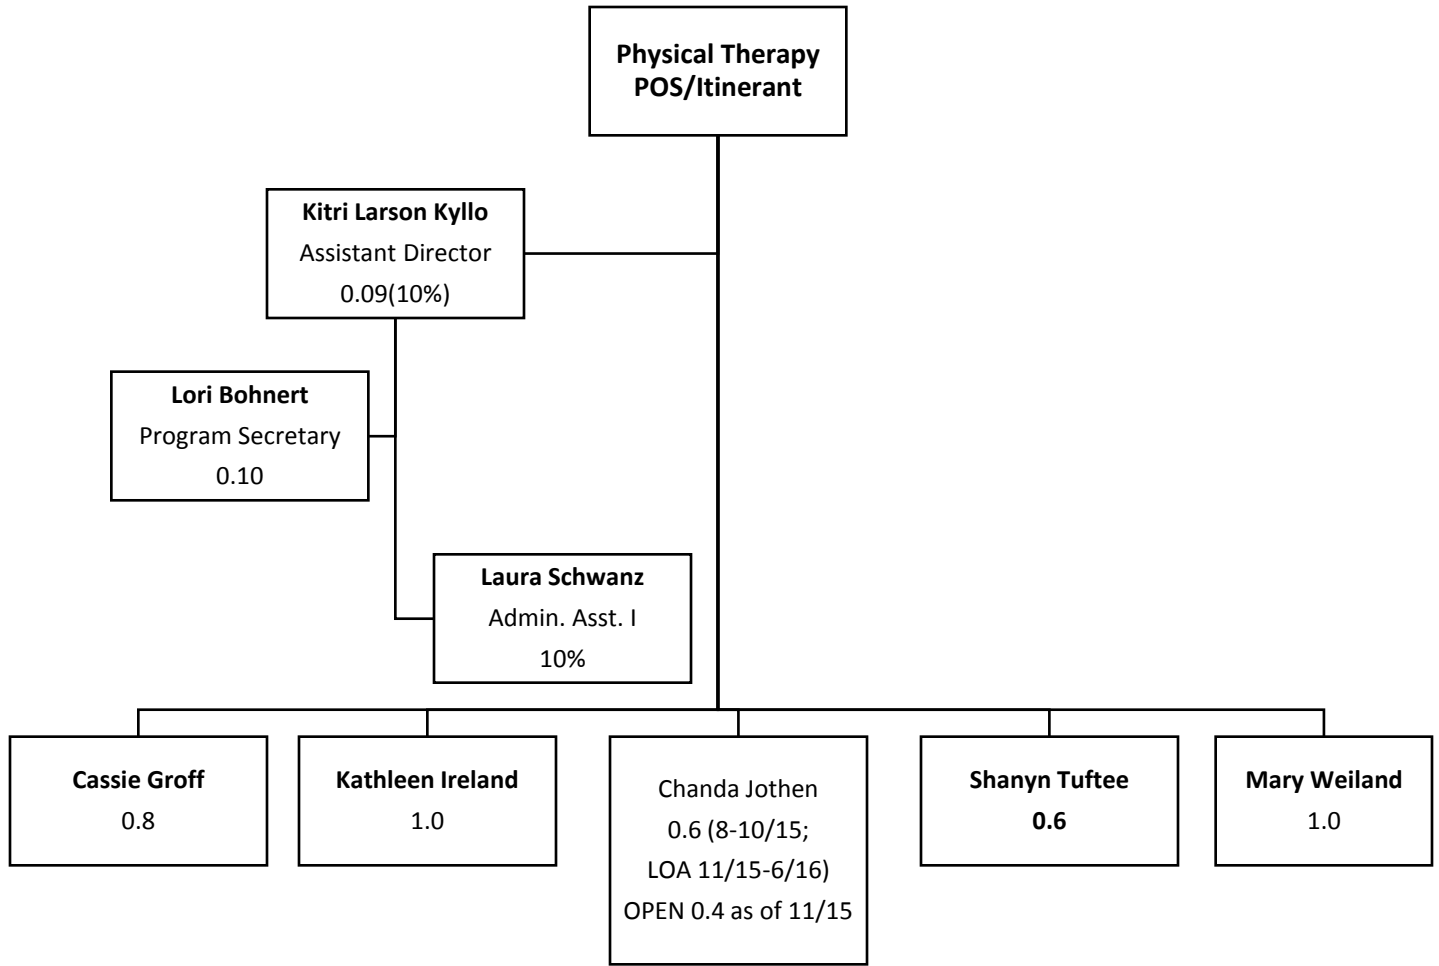 Physical Therapy
POS/Itinerant
Kitri Larson Kyllo
Assistant Director
0.09(10%)
Lori Bohnert
Program Secretary
0.10
Laura Schwanz
Admin. Asst. I
10%
Cassie Groff
0.8
Kathleen Ireland
1.0
Chanda Jothen
0.6 (8-10/15;
LOA 11/15-6/16)
OPEN 0.4 as of 11/15
Shanyn Tuftee
0.6
Mary Weiland
1.0